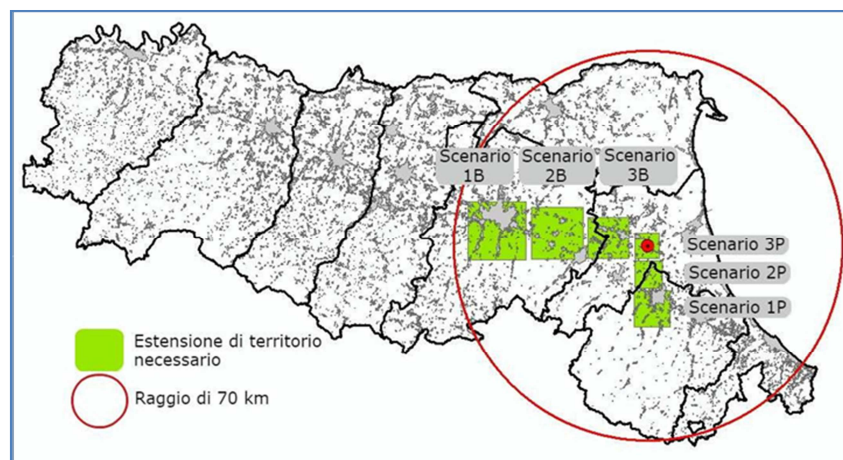 Scenario
1B
Scenario
2B
Scenario
3B
Scenario 3P
Scenario 2P
Scenario 1P
Estensione di territorio
necessario
Raggio di 70 km